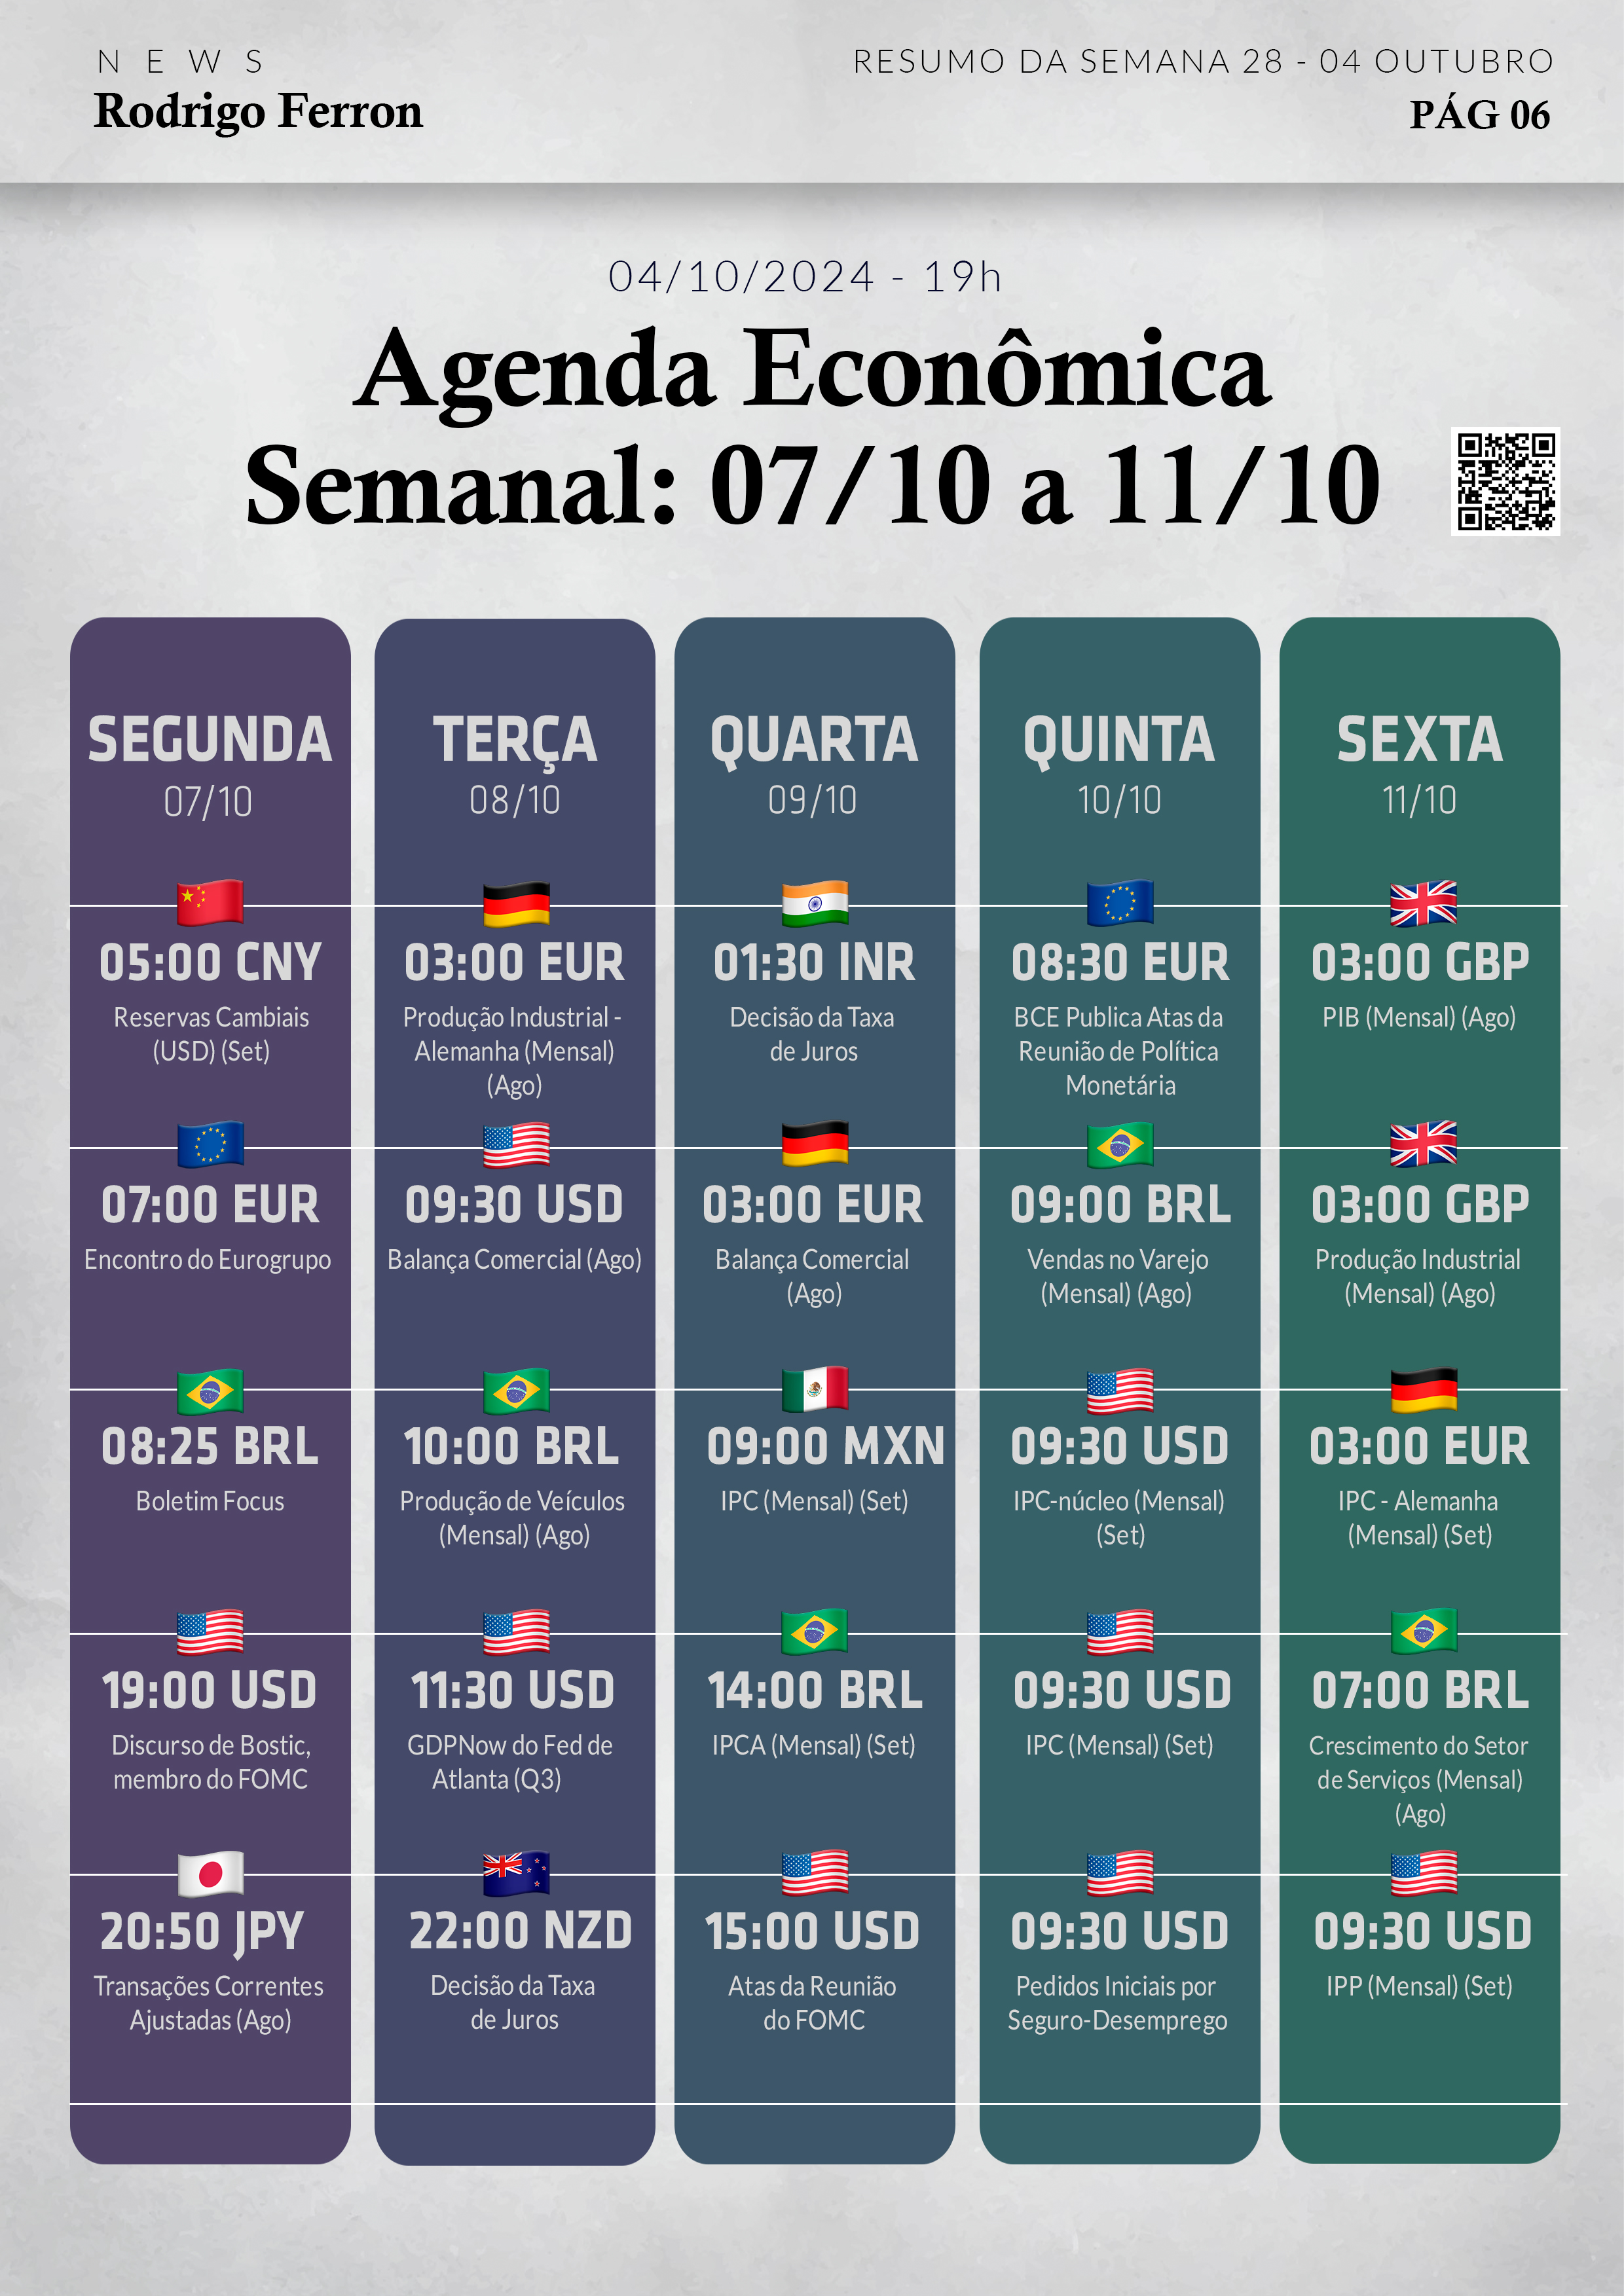 N E W S
Rodrigo Ferron
RESUMO DA SEMANA 28 - 04 OUTUBRO
PÁG 06
04/10/2024 - 19h
Agenda Econômica
Semanal: 07/10 a 11/10
SEGUNDA
07/10
05:00 CNY
Reservas Cambiais
(USD) (Set)
07:00 EUR
Encontro do Eurogrupo
08:25 BRL
Boletim Focus
19:00 USD
Discurso de Bostic,
membro do FOMC
20:50 JPY
Transações Correntes
Ajustadas (Ago)
TERÇA
08/10
03:00 EUR
Produção Industrial -
Alemanha (Mensal)
(Ago)
09:30 USD
Balança Comercial (Ago)
10:00 BRL
Produção de Veículos
(Mensal) (Ago)
11:30 USD
GDPNow do Fed de
Atlanta (Q3)
22:00 NZD
Decisão da Taxa
de Juros
QUARTA
09/10
01:30 INR
Decisão da Taxa
de Juros
03:00 EUR
Balança Comercial
(Ago)
09:00 MXN
IPC (Mensal) (Set)
14:00 BRL
IPCA (Mensal) (Set)
15:00 USD
Atas da Reunião
do FOMC
QUINTA
10/10
08:30 EUR
BCE Publica Atas da
Reunião de Política
Monetária
09:00 BRL
Vendas no Varejo
(Mensal) (Ago)
09:30 USD
IPC-núcleo (Mensal)
(Set)
09:30 USD
IPC (Mensal) (Set)
09:30 USD
Pedidos Iniciais por
Seguro-Desemprego
SEXTA
11/10
03:00 GBP
PIB (Mensal) (Ago)
03:00 GBP
Produção Industrial
(Mensal) (Ago)
03:00 EUR
IPC - Alemanha
(Mensal) (Set)
07:00 BRL
Crescimento do Setor
de Serviços (Mensal)
(Ago)
09:30 USD
IPP (Mensal) (Set)